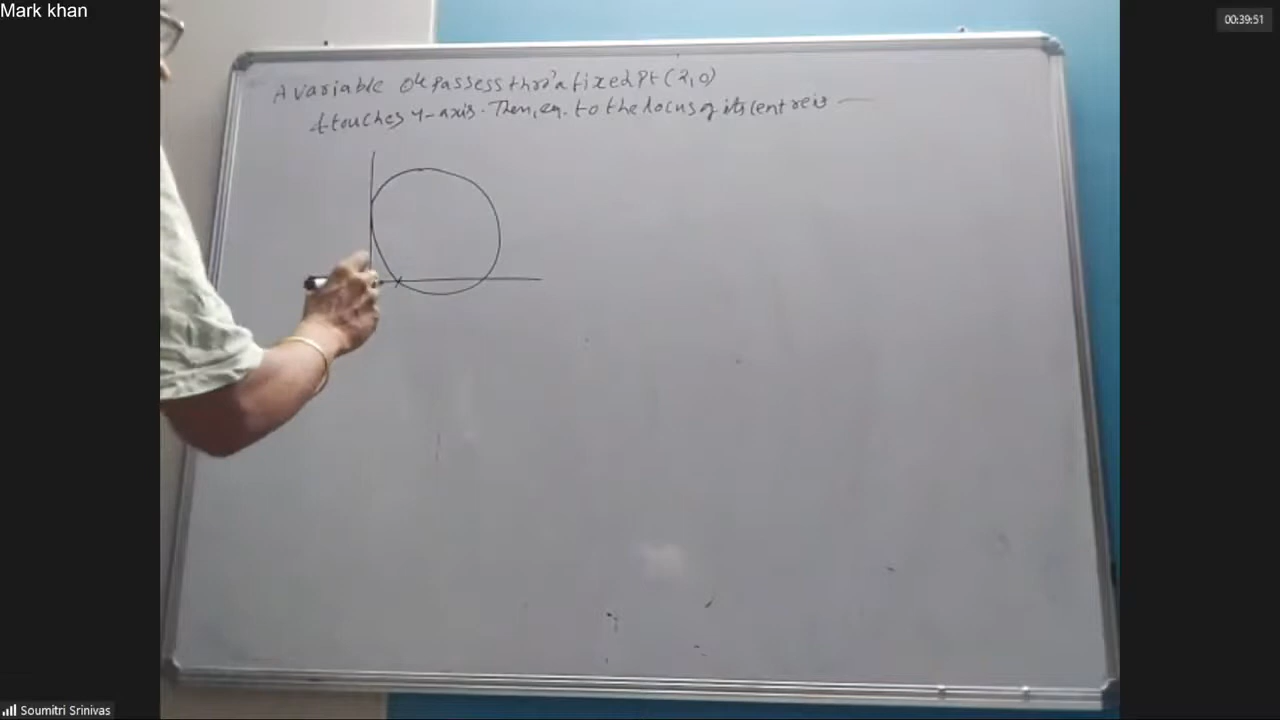 Mark khan
00:39:51
A variable Ole passess thro' a fixed pt (2,0)
& touches y-axis. Then, eq. to the locus of its centre is —
Soumitri Srinivas